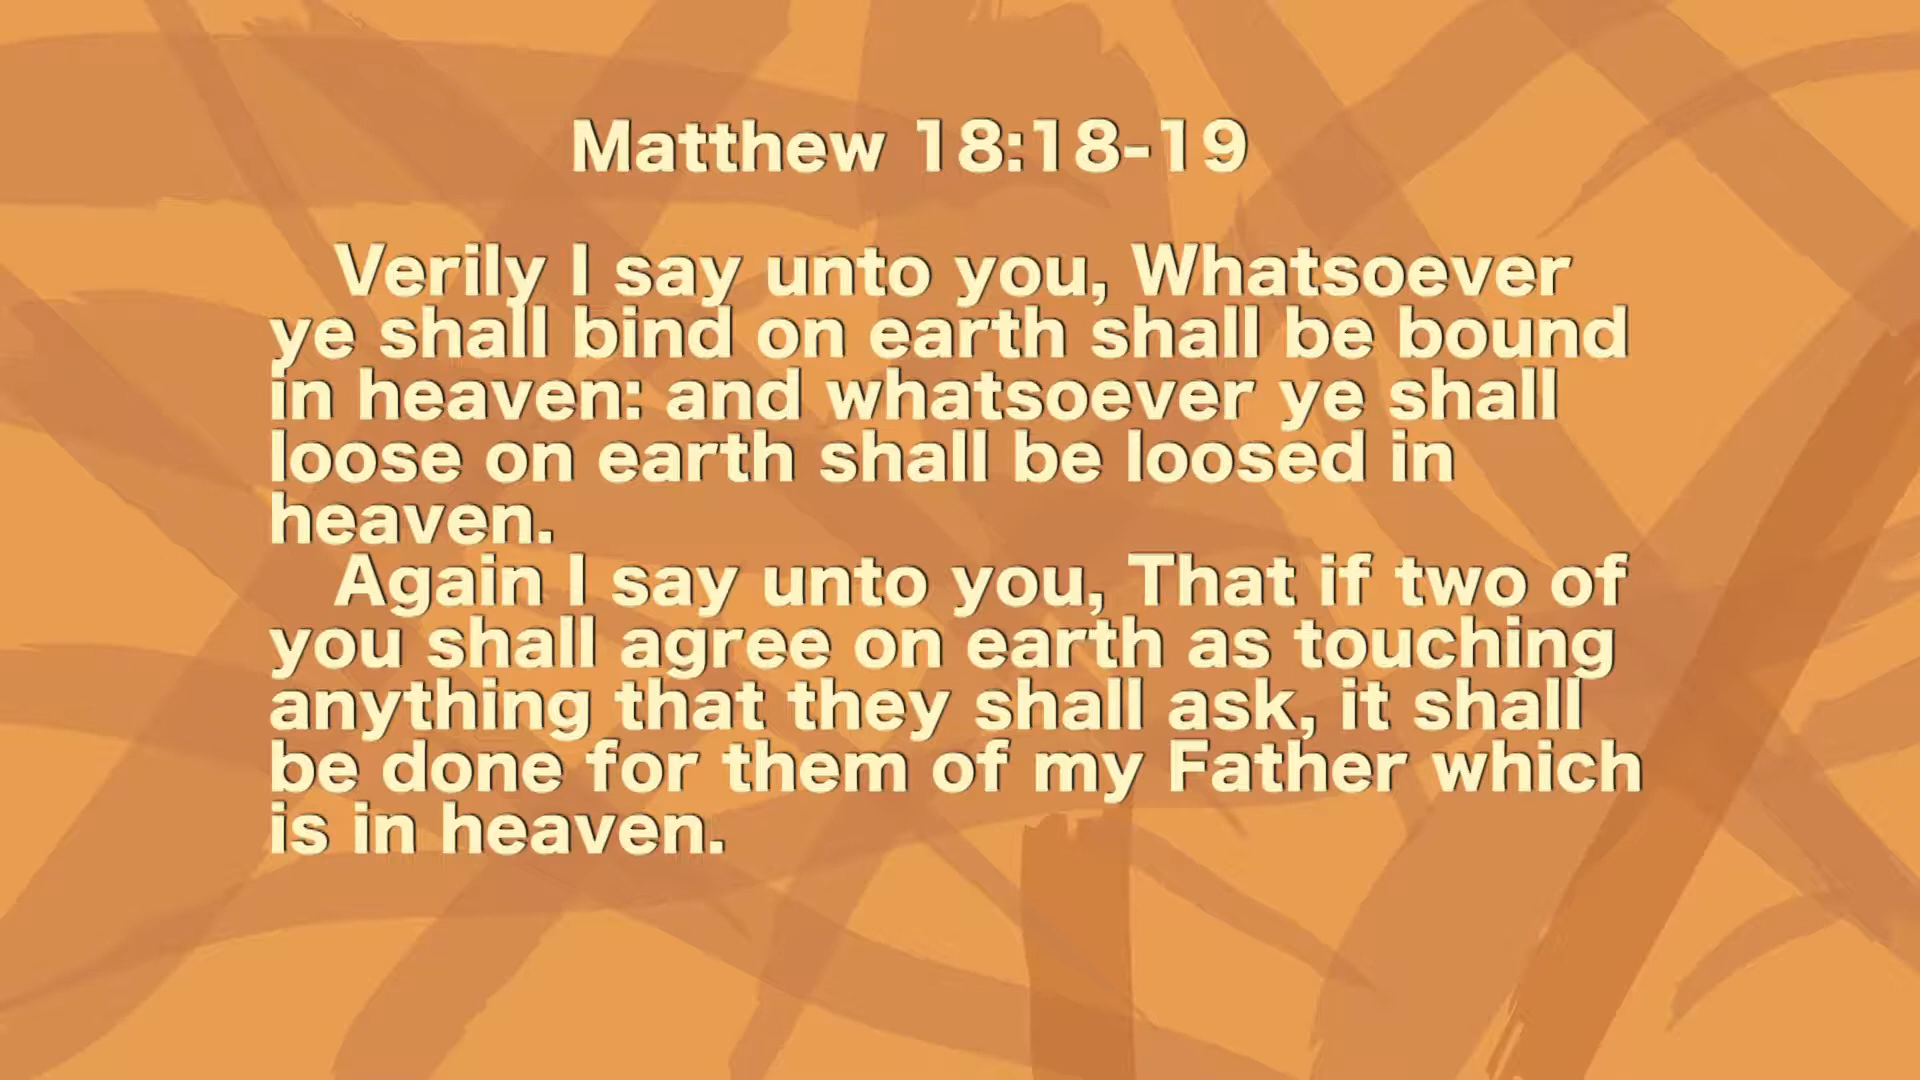 Matthew 18:18-19
Verily I say unto you, Whatsoever
ye shall bind on earth shall be bound
in heaven: and whatsoever ye shall
loose on earth shall be loosed in
heaven.
Again I say unto you, That if two of
you shall agree on earth as touching
anything that they shall ask, it shall
be done for them of my Father which
is in heaven.